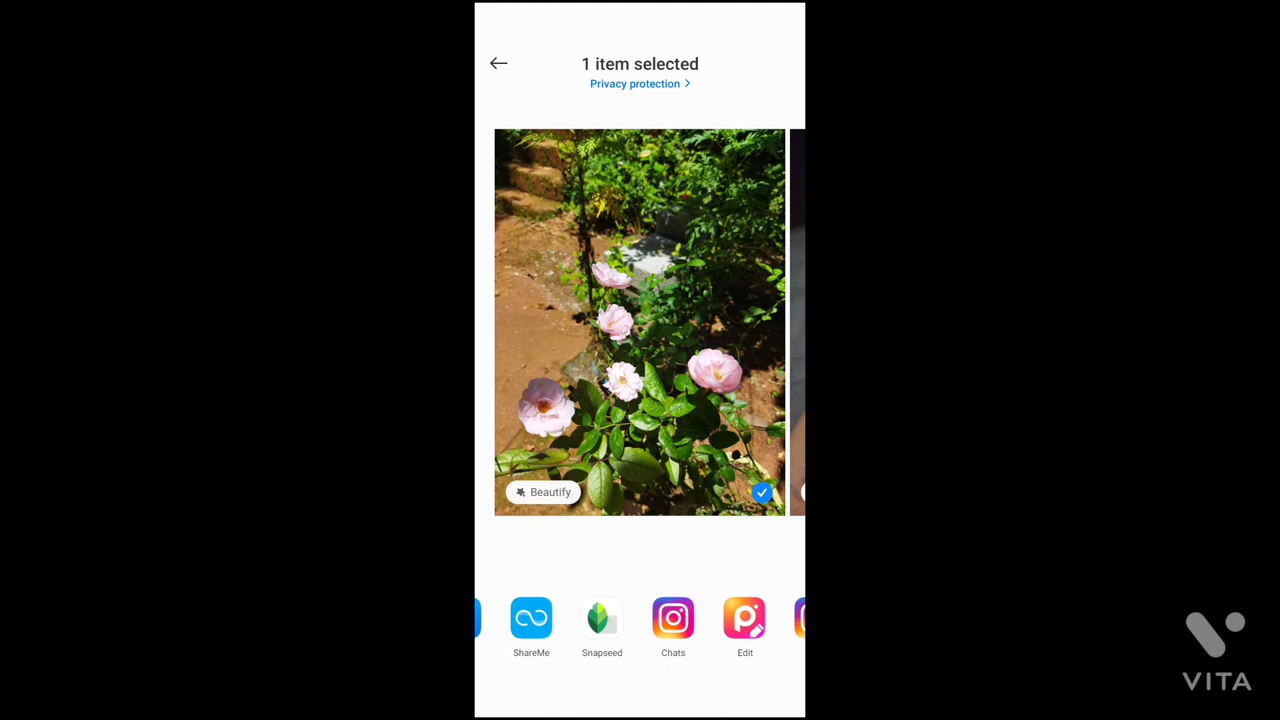 1 item selected
Privacy protection
Beautify
ShareMe
Snapseed
Chats
Edit
VITA